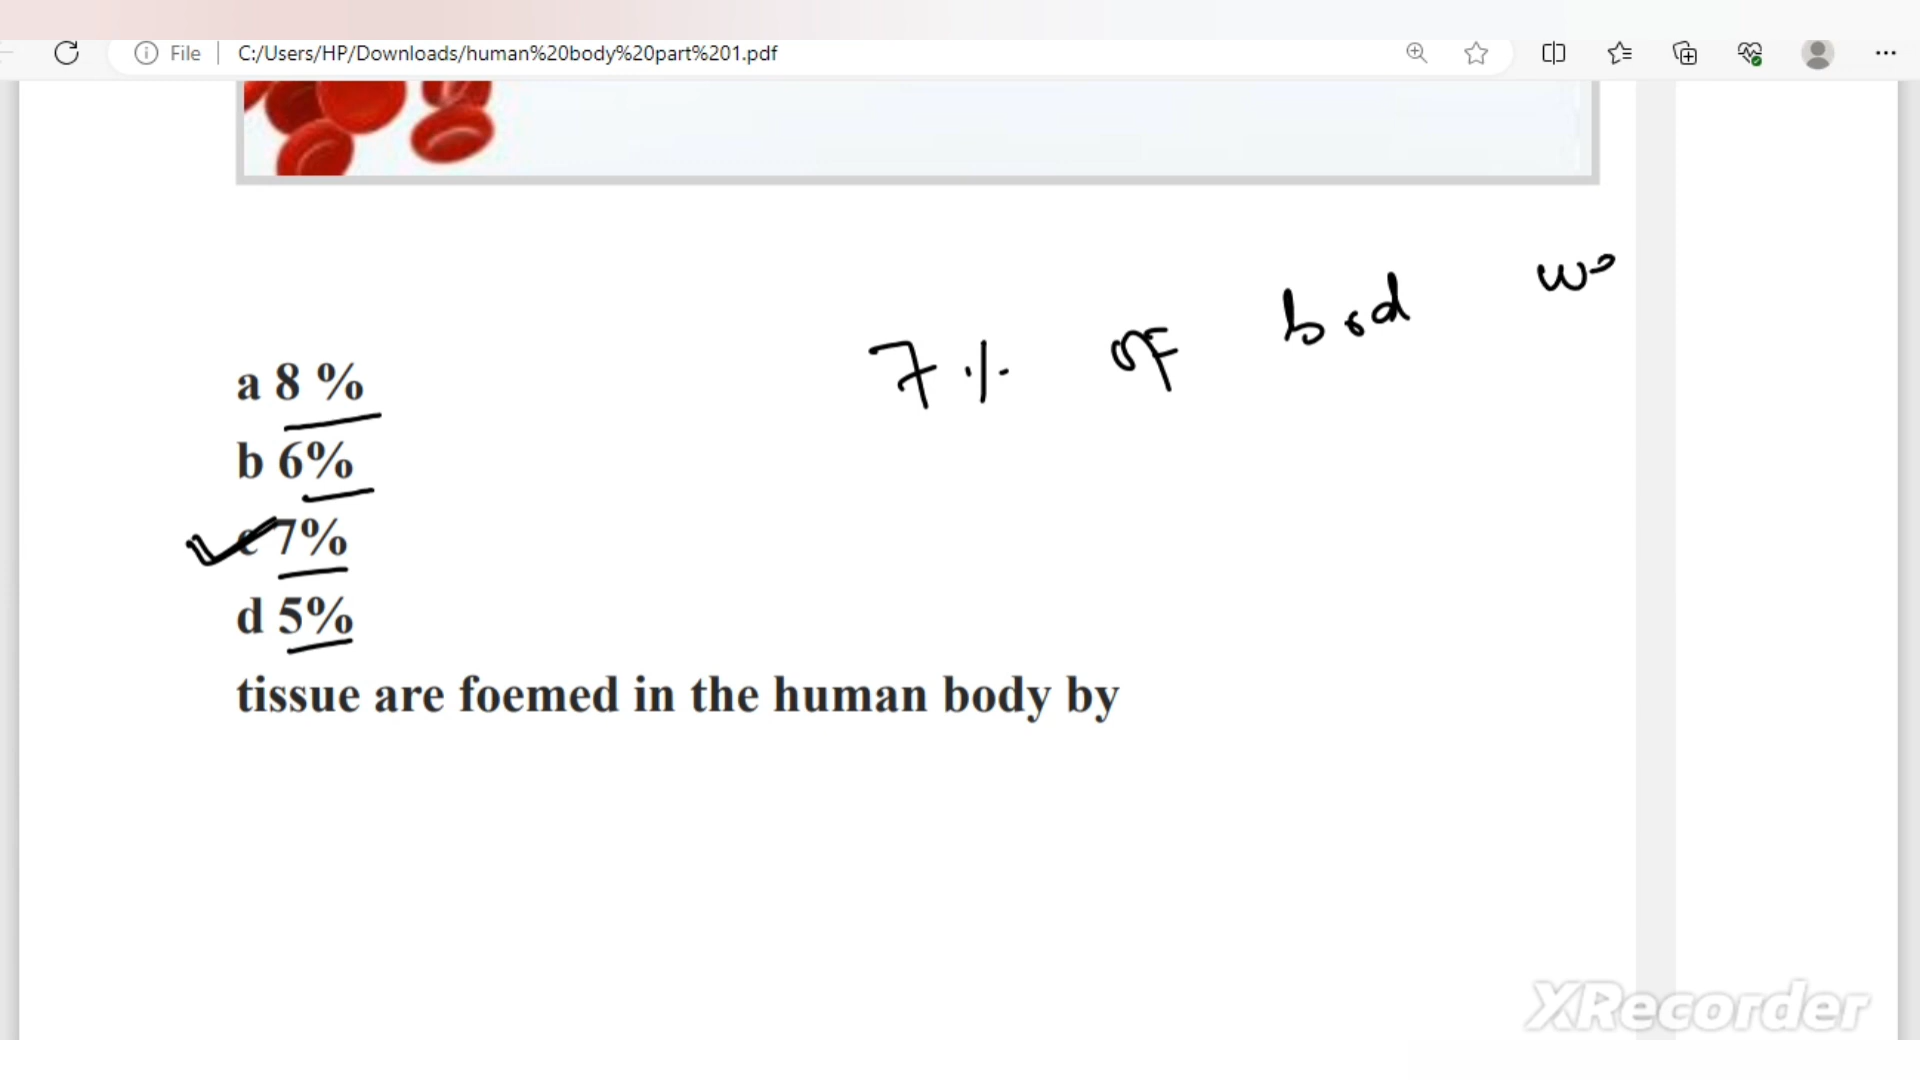 File C:/Users/HP/Downloads/human%20body%20part%201.pdf
7% of bod we
a 8 %
b 6%
c 7%
d 5%
tissue are foemed in the human body by
XRecorder